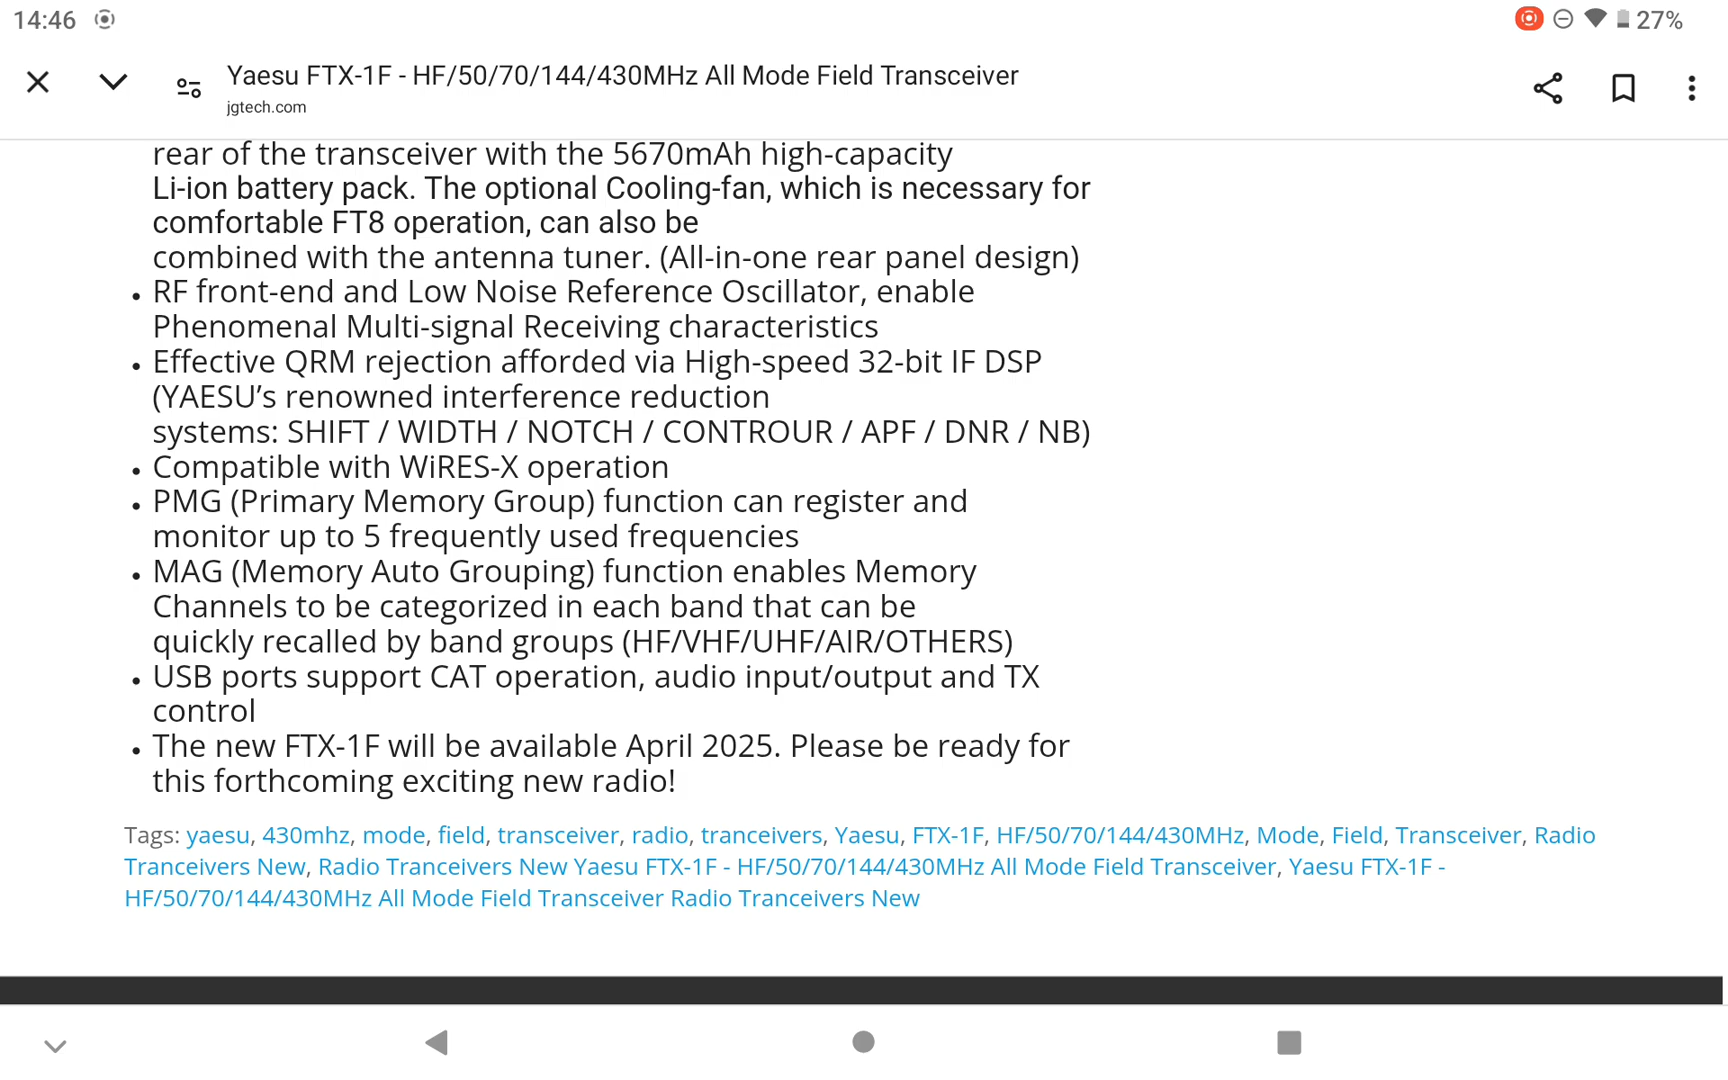 14:46
27%
Yaesu FTX-1F - HF/50/70/144/430MHz All Mode Field Transceiver
jgtech.com
rear of the transceiver with the 5670mAh high-capacity
Li-ion battery pack. The optional Cooling-fan, which is necessary for
comfortable FT8 operation, can also be
combined with the antenna tuner. (All-in-one rear panel design)
• RF front-end and Low Noise Reference Oscillator, enable
Phenomenal Multi-signal Receiving characteristics
• Effective QRM rejection afforded via High-speed 32-bit IF DSP
(YAESU’s renowned interference reduction
systems: SHIFT / WIDTH / NOTCH / CONTROUR / APF / DNR / NB)
• Compatible with WiRES-X operation
• PMG (Primary Memory Group) function can register and
monitor up to 5 frequently used frequencies
• MAG (Memory Auto Grouping) function enables Memory
Channels to be categorized in each band that can be
quickly recalled by band groups (HF/VHF/UHF/AIR/OTHERS)
• USB ports support CAT operation, audio input/output and TX
control
• The new FTX-1F will be available April 2025. Please be ready for
this forthcoming exciting new radio!
Tags: yaesu, 430mhz, mode, field, transceiver, radio, tranceivers, Yaesu, FTX-1F, HF/50/70/144/430MHz, Mode, Field, Transceiver, Radio
Tranceivers New, Radio Tranceivers New Yaesu FTX-1F - HF/50/70/144/430MHz All Mode Field Transceiver, Yaesu FTX-1F -
HF/50/70/144/430MHz All Mode Field Transceiver Radio Tranceivers New